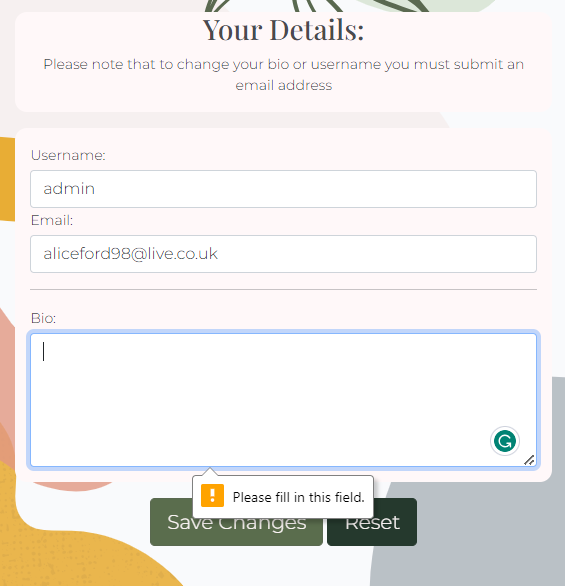 Your Details:
Please note that to change your bio or username you must submit an
email address
Username:
admin
Email:
aliceford98@live.co.uk
Bio:
Please fill in this field.
Save Changes
Reset